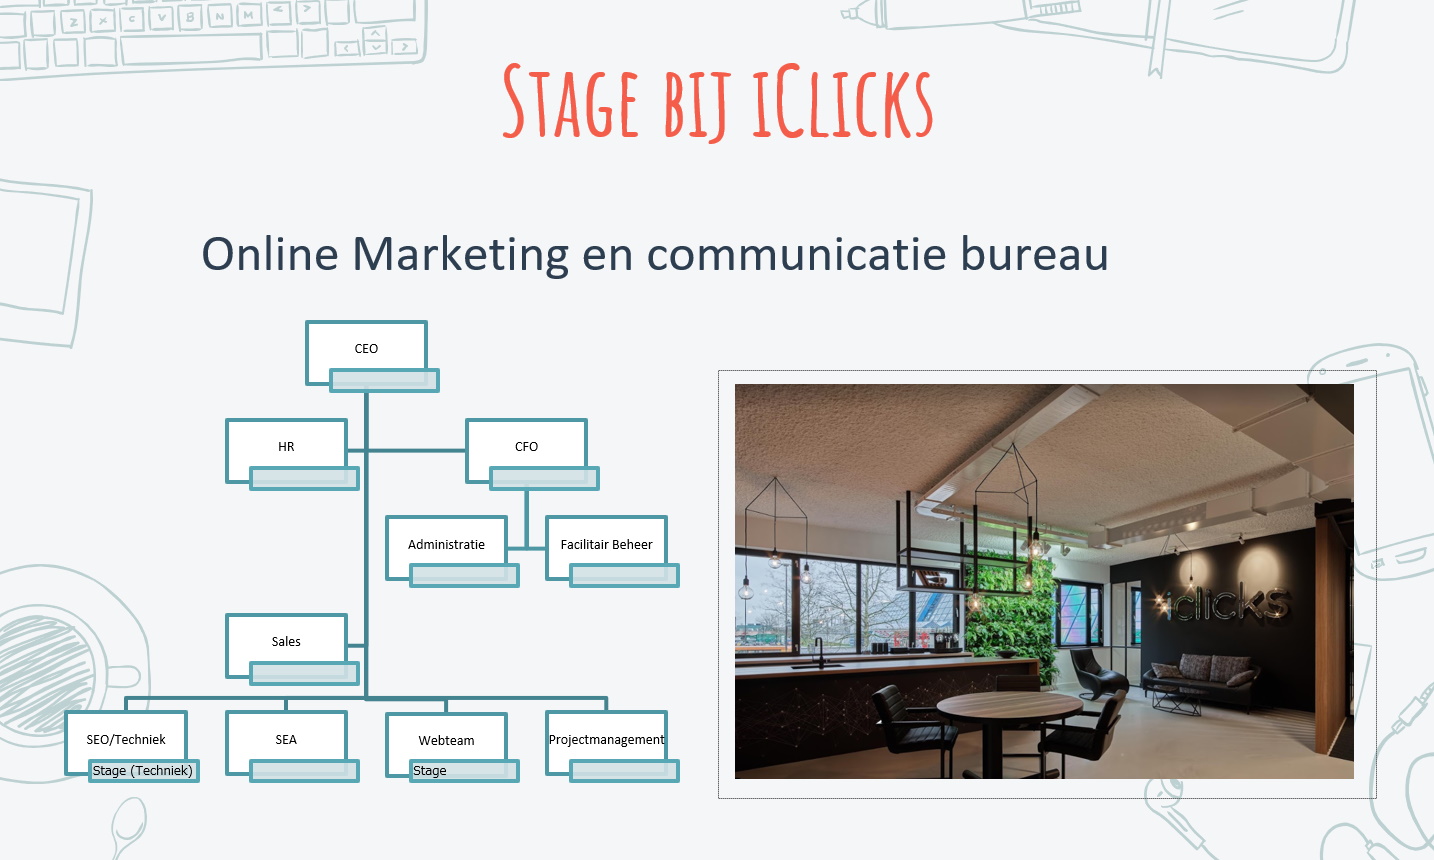 Z X C V B N M
Stage bij iClicks
Online Marketing en communicatie bureau
CEO
HR
CFO
Administratie
Facilitair Beheer
Sales
SEO/Techniek
Stage (Techniek)
SEA
Webteam
Stage
Projectmanagement
iclicks